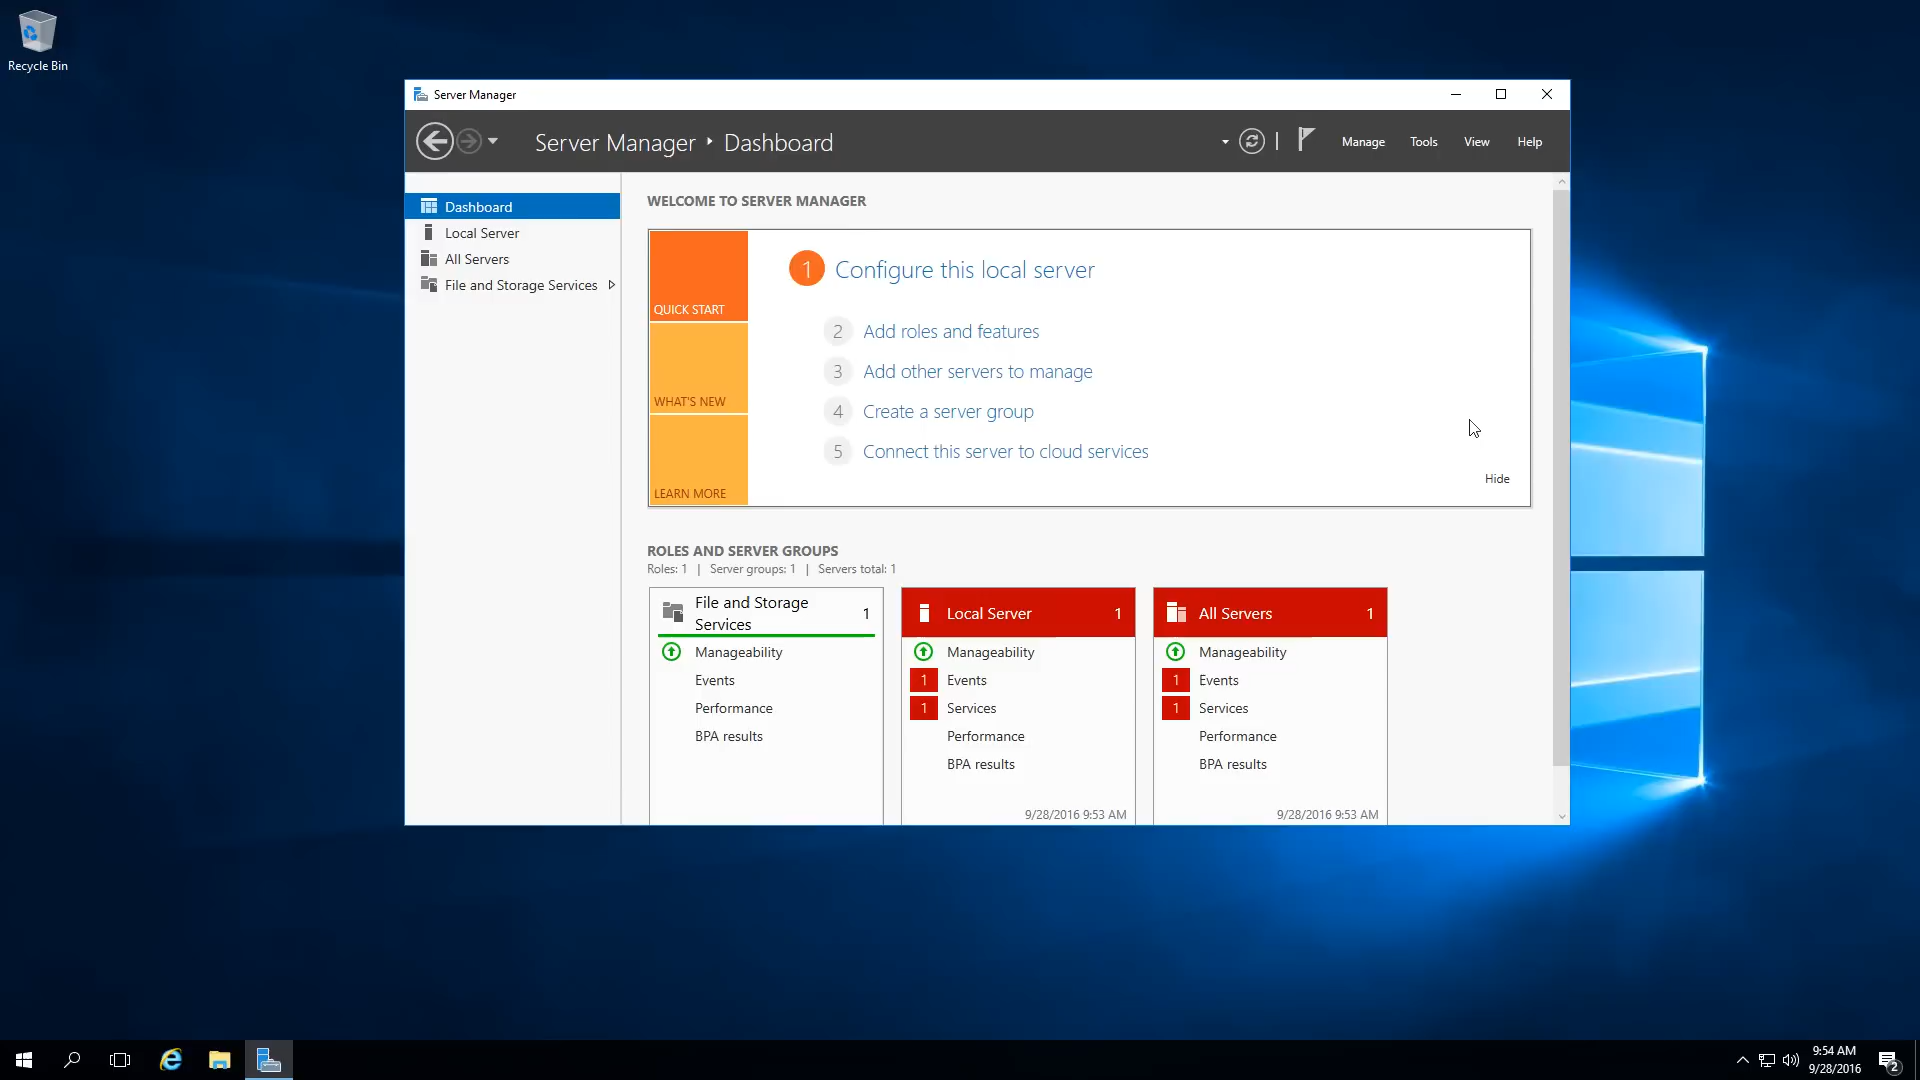 Recycle Bin
Server Manager
Server Manager Dashboard
Manage
Tools
View
Help
Dashboard
Local Server
All Servers
File and Storage Services
WELCOME TO SERVER MANAGER
QUICK START
WHAT'S NEW
LEARN MORE
1 Configure this local server
2 Add roles and features
3 Add other servers to manage
4 Create a server group
5 Connect this server to cloud services
Hide
ROLES AND SERVER GROUPS
Roles: 1 | Server groups: 1 | Servers total: 1
File and Storage
Services
1
Manageability
Events
Performance
BPA results
Local Server 1
Manageability
1 Events
1 Services
Performance
BPA results
9/28/2016 9:53 AM
All Servers 1
Manageability
1 Events
1 Services
Performance
BPA results
9/28/2016 9:53 AM
9:54 AM
9/28/2016
2